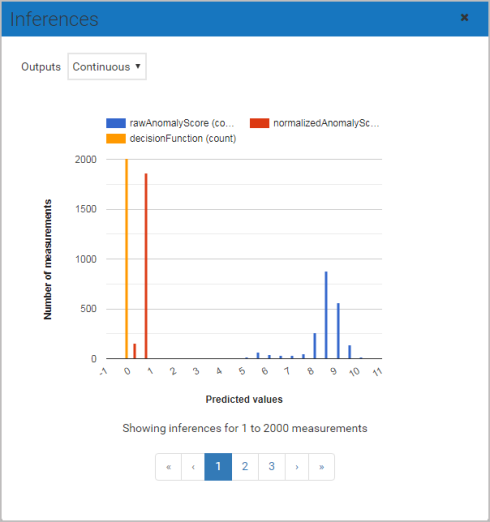 Inferences ✖
Outputs Continuous ▾
rawAnomalyScore (co... normalizedAnomalySc...
decisionFunction (count)
2000
1500
1000
500
0
Number of measurements
-1 0 1 2 3 4 5 6 7 8 9 10 11
Predicted values
Showing inferences for 1 to 2000 measurements
« ‹ 1 2 3 › »